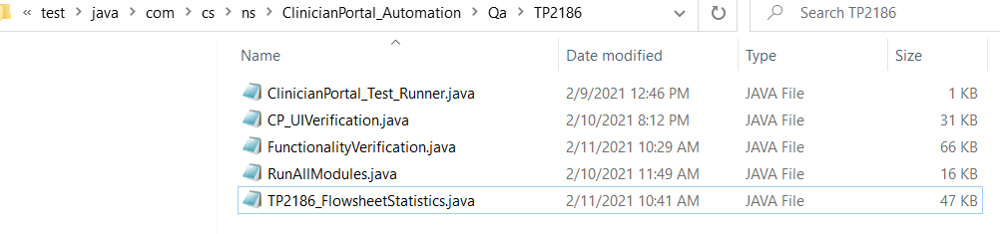 « test > java > com > cs > ns > ClinicianPortal_Automation > Qa > TP2186 Search TP2186
Name Date modified Type Size
ClinicianPortal_Test_Runner.java 2/9/2021 12:46 PM JAVA File 1 KB
CP_UIVerification.java 2/10/2021 8:12 PM JAVA File 31 KB
FunctionalityVerification.java 2/11/2021 10:29 AM JAVA File 66 KB
RunAllModules.java 2/10/2021 11:49 AM JAVA File 16 KB
TP2186_FlowsheetStatistics.java 2/11/2021 10:41 AM JAVA File 47 KB